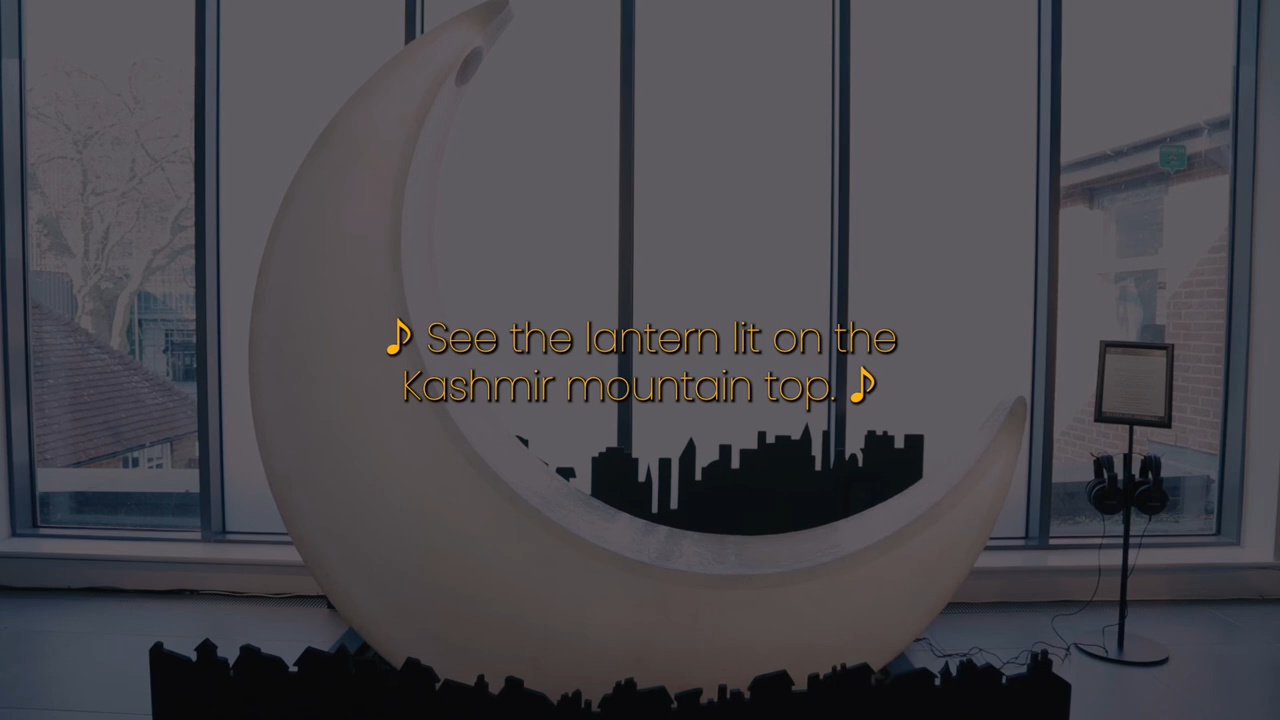 ♪ See the lantern lit on the
Kashmir mountain top. ♪